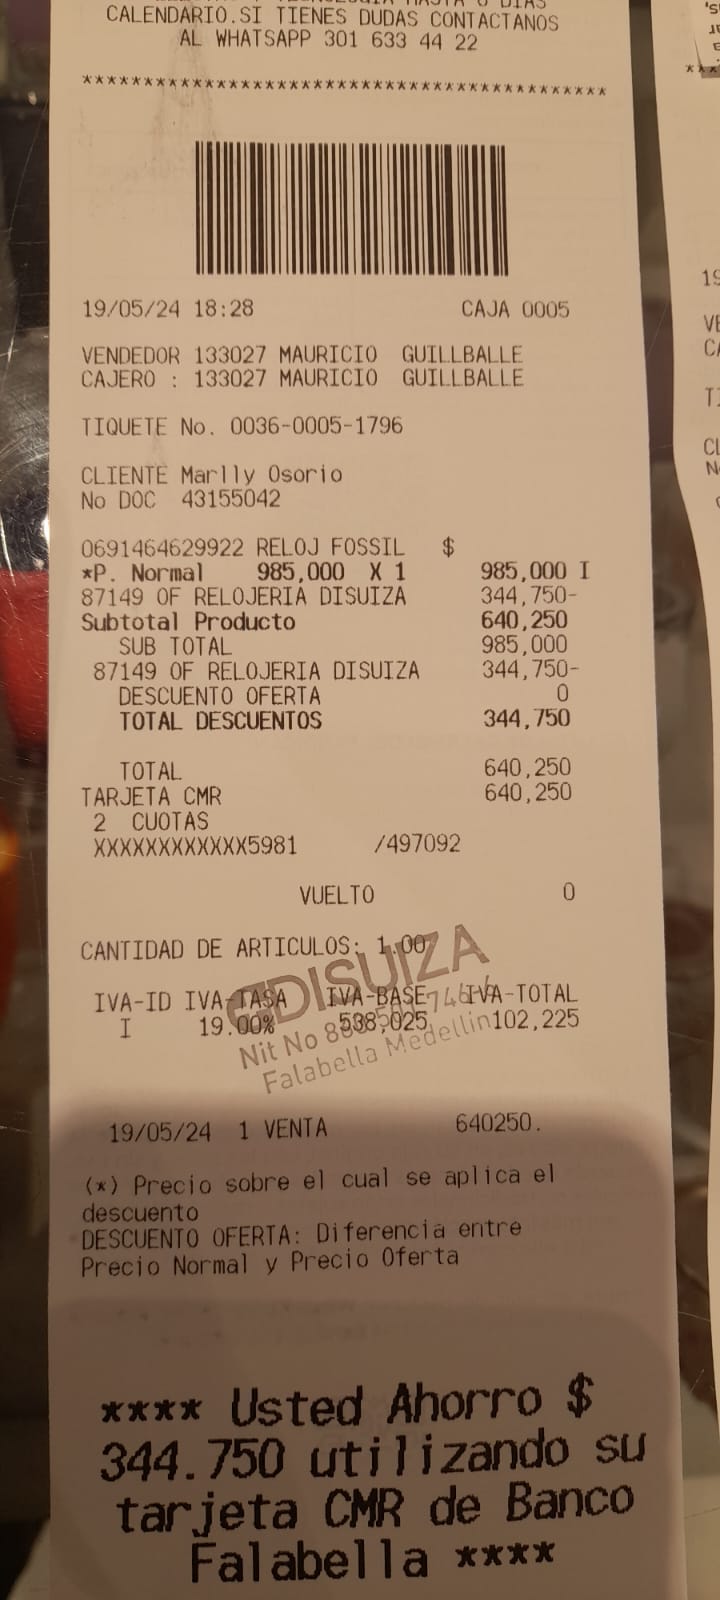 CALENDARIO.SI TIENES DUDAS CONTACTANOS
AL WHATSAPP 301 633 44 22
*******************************************
19/05/24 18:28 CAJA 0005
VENDEDOR 133027 MAURICIO GUILLBALLE
CAJERO : 133027 MAURICIO GUILLBALLE
TIQUETE No. 0036-0005-1796
CLIENTE Marlly Osorio
No DOC 43155042
0691464629922 RELOJ FOSSIL $
*P. Normal 985,000 X 1 985,000 I
87149 OF RELOJERIA DISUIZA 344,750-
Subtotal Producto 640,250
SUB TOTAL 985,000
87149 OF RELOJERIA DISUIZA 344,750-
DESCUENTO OFERTA 0
TOTAL DESCUENTOS 344,750
TOTAL 640,250
TARJETA CMR 640,250
2 CUOTAS
XXXXXXXXXXXX5981 /497092
VUELTO 0
CANTIDAD DE ARTICULOS: 1.00
DISUIZA
IVA-ID IVA-TASA IVA-BASE IVA-TOTAL
I 19.00% 538,025 102,225
Nit No
Falabella Medellin
19/05/24 1 VENTA 640250.
(*) Precio sobre el cual se aplica el
descuento
DESCUENTO OFERTA: Diferencia entre
Precio Normal y Precio Oferta
**** Usted Ahorro $
344.750 utilizando su
tarjeta CMR de Banco
Falabella ****